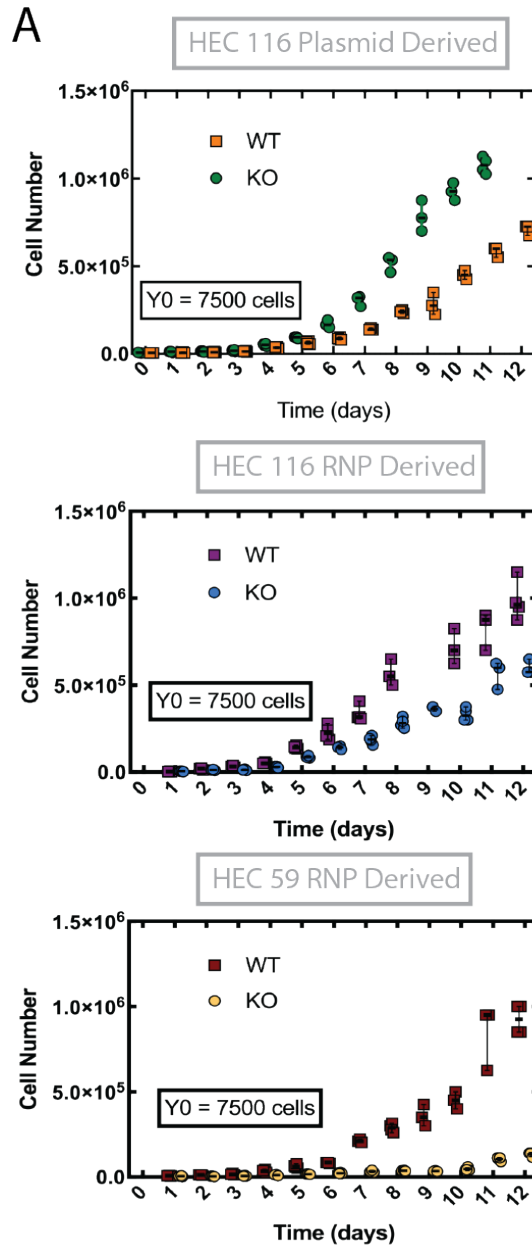 A
HEC 116 Plasmid Derived
1.5×10⁶
1.0×10⁶
5.0×10⁵
0.0
Cell Number
WT
KO
Y0 = 7500 cells
0 1 2 3 4 5 6 7 8 9 10 11 12
Time (days)
HEC 116 RNP Derived
1.5×10⁶
1.0×10⁶
5.0×10⁵
0.0
Cell Number
WT
KO
Y0 = 7500 cells
0 1 2 3 4 5 6 7 8 9 10 11 12
Time (days)
HEC 59 RNP Derived
1.5×10⁶
1.0×10⁶
5.0×10⁵
0.0
Cell Number
WT
KO
Y0 = 7500 cells
0 1 2 3 4 5 6 7 8 9 10 11 12
Time (days)